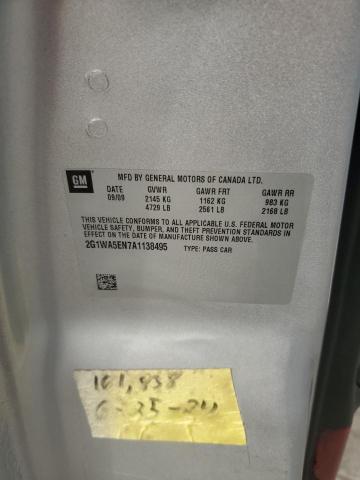 GM
MFD BY GENERAL MOTORS OF CANADA LTD.
DATE GVWR GAWR FRT GAWR RR
09/09 2145 KG 1162 KG 983 KG
4729 LB 2561 LB 2168 LB
THIS VEHICLE CONFORMS TO ALL APPLICABLE U.S. FEDERAL MOTOR
VEHICLE SAFETY, BUMPER, AND THEFT PREVENTION STANDARDS IN
EFFECT ON THE DATE OF MANUFACTURE SHOWN ABOVE.
2G1WA5EN7A1138495 TYPE: PASS CAR
101,838
6-25-24